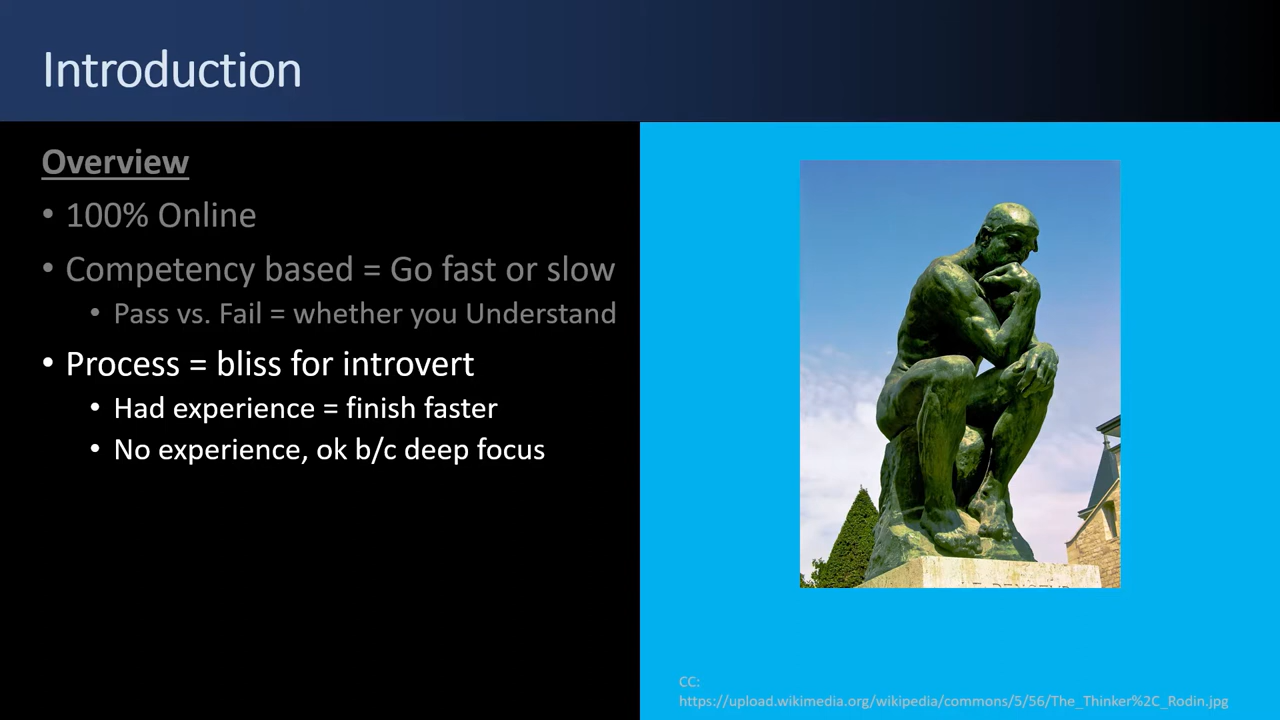 Introduction
Overview
• 100% Online
• Competency based = Go fast or slow
• Pass vs. Fail = whether you Understand
• Process = bliss for introvert
• Had experience = finish faster
• No experience, ok b/c deep focus
CC:
https://upload.wikimedia.org/wikipedia/commons/5/56/The_Thinker%2C_Rodin.jpg